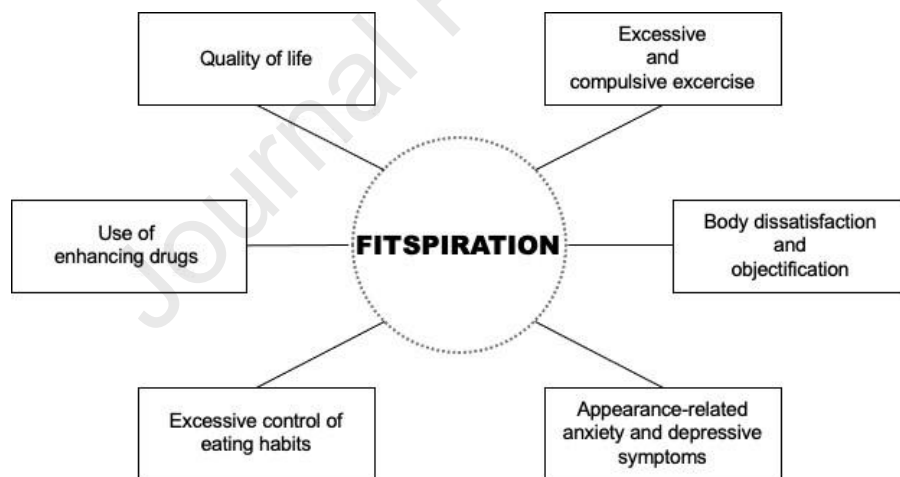 Quality of life
Excessive
and
compulsive excercise
Use of
enhancing drugs
FITSPIRATION
Body dissatisfaction
and
objectification
Excessive control of
eating habits
Appearance-related
anxiety and depressive
symptoms
Journal